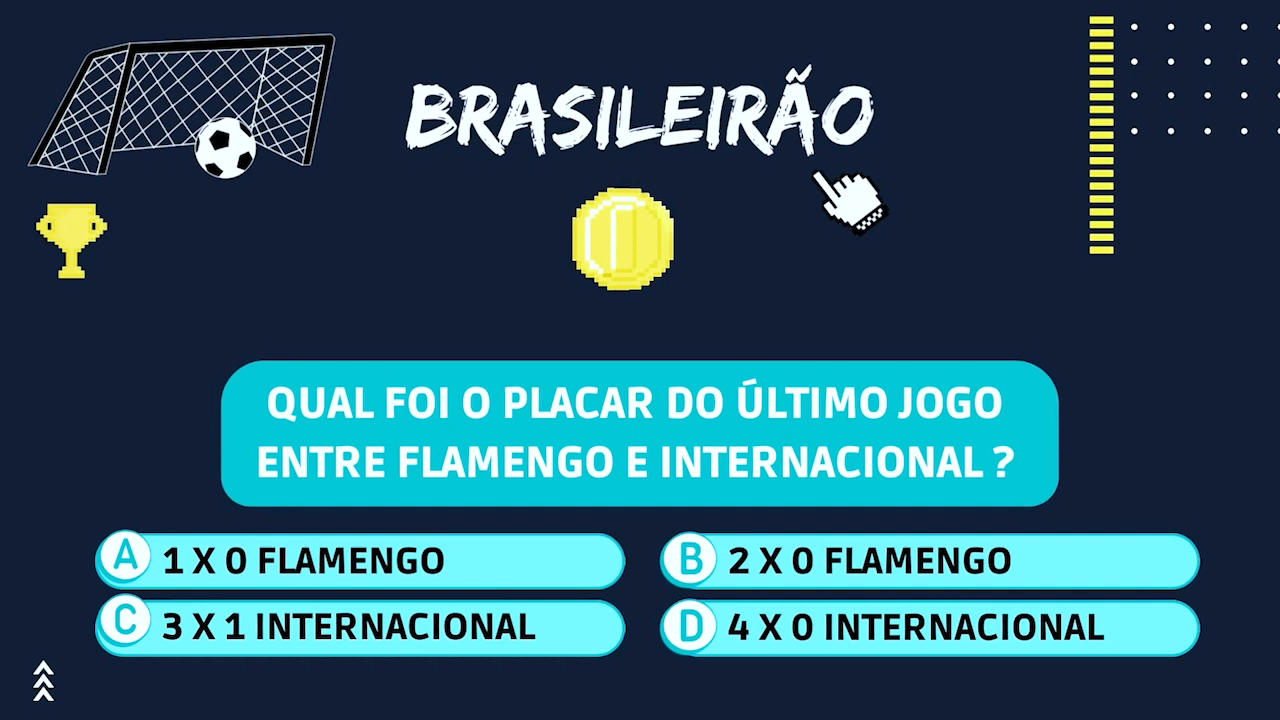 BRASILEIRÃO
QUAL FOI O PLACAR DO ÚLTIMO JOGO
ENTRE FLAMENGO E INTERNACIONAL ?
A 1 X 0 FLAMENGO
B 2 X 0 FLAMENGO
C 3 X 1 INTERNACIONAL
D 4 X 0 INTERNACIONAL